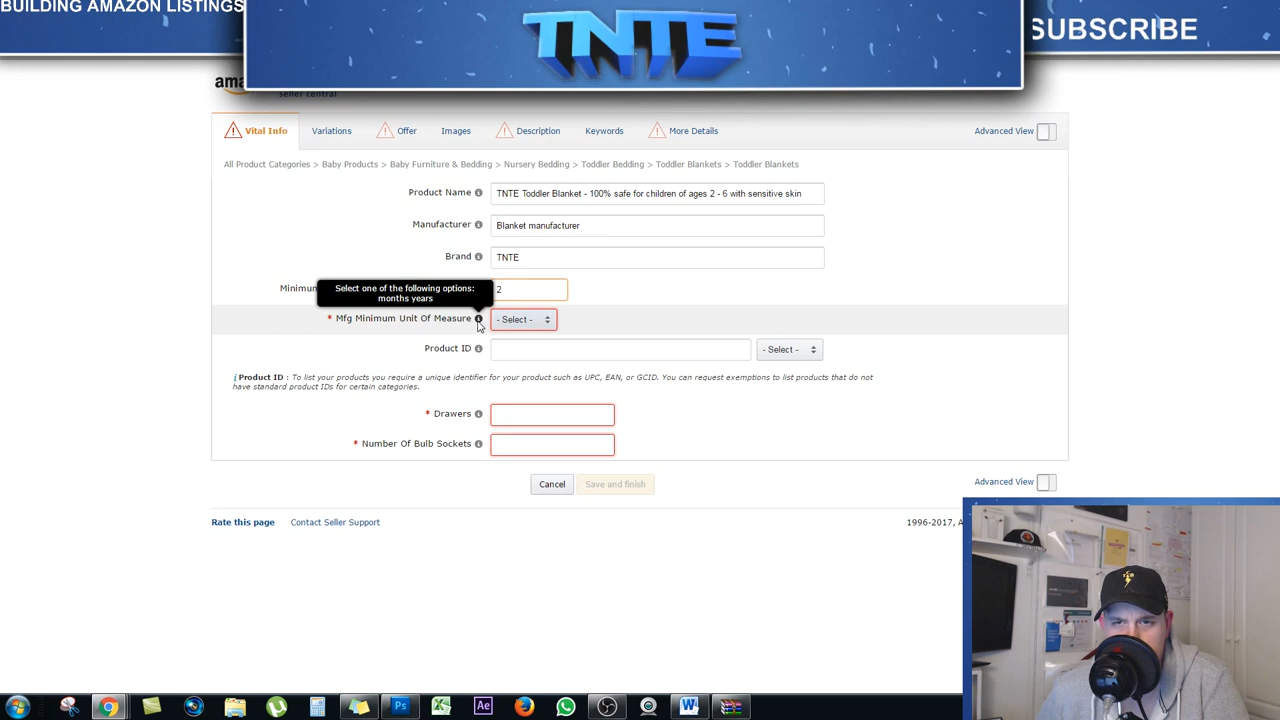 BUILDING AMAZON LISTINGS
TNTE
SUBSCRIBE
seller central
Vital Info
Variations
Offer
Images
Description
Keywords
More Details
Advanced View
All Product Categories > Baby Products > Baby Furniture & Bedding > Nursery Bedding > Toddler Bedding > Toddler Blankets > Toddler Blankets
Product Name
TNTE Toddler Blanket - 100% safe for children of ages 2 - 6 with sensitive skin
Manufacturer
Blanket manufacturer
Brand
TNTE
Minimum
Select one of the following options:
months years
2
* Mfg Minimum Unit Of Measure
- Select -
Product ID
- Select -
Product ID : To list your products you require a unique identifier for your product such as UPC, EAN, or GCID. You can request exemptions to list products that do not
have standard product IDs for certain categories.
* Drawers
* Number Of Bulb Sockets
Cancel
Save and finish
Advanced View
Rate this page
Contact Seller Support
1996-2017, A
Ps
Ae
W